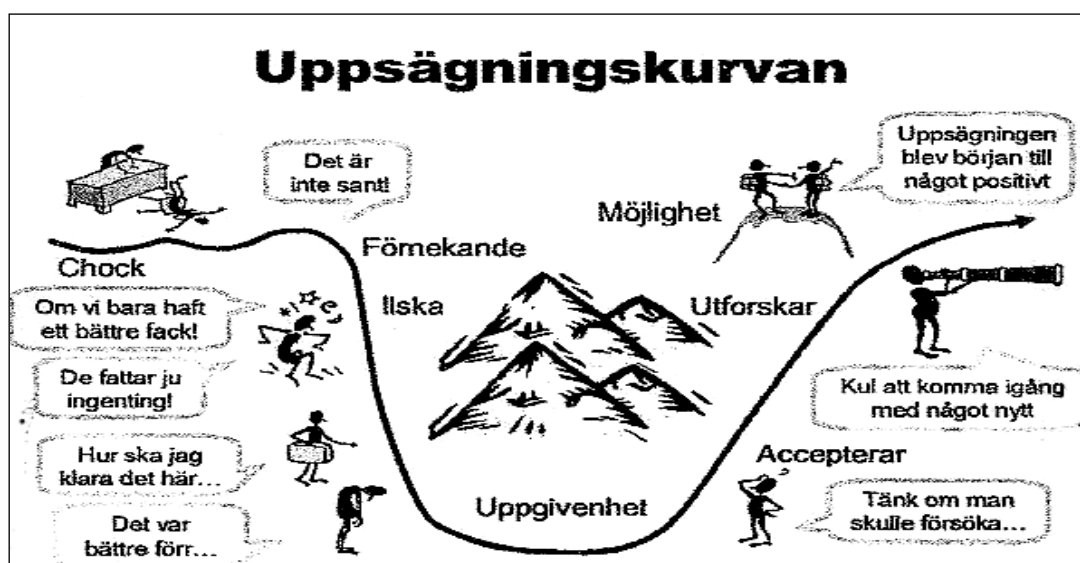 Uppsägningskurvan
Det är
inte sant!
Uppsägningen
blev början till
något positivt
Möjlighet
Förnekande
Chock
Ilska
Utforskar
Om vi bara haft
ett bättre fack!
De fattar ju
ingenting!
Kul att komma igång
med något nytt
Hur ska jag
klara det här...
Accepterar
Uppgivenhet
Tänk om man
skulle försöka...
Det var
bättre förr...